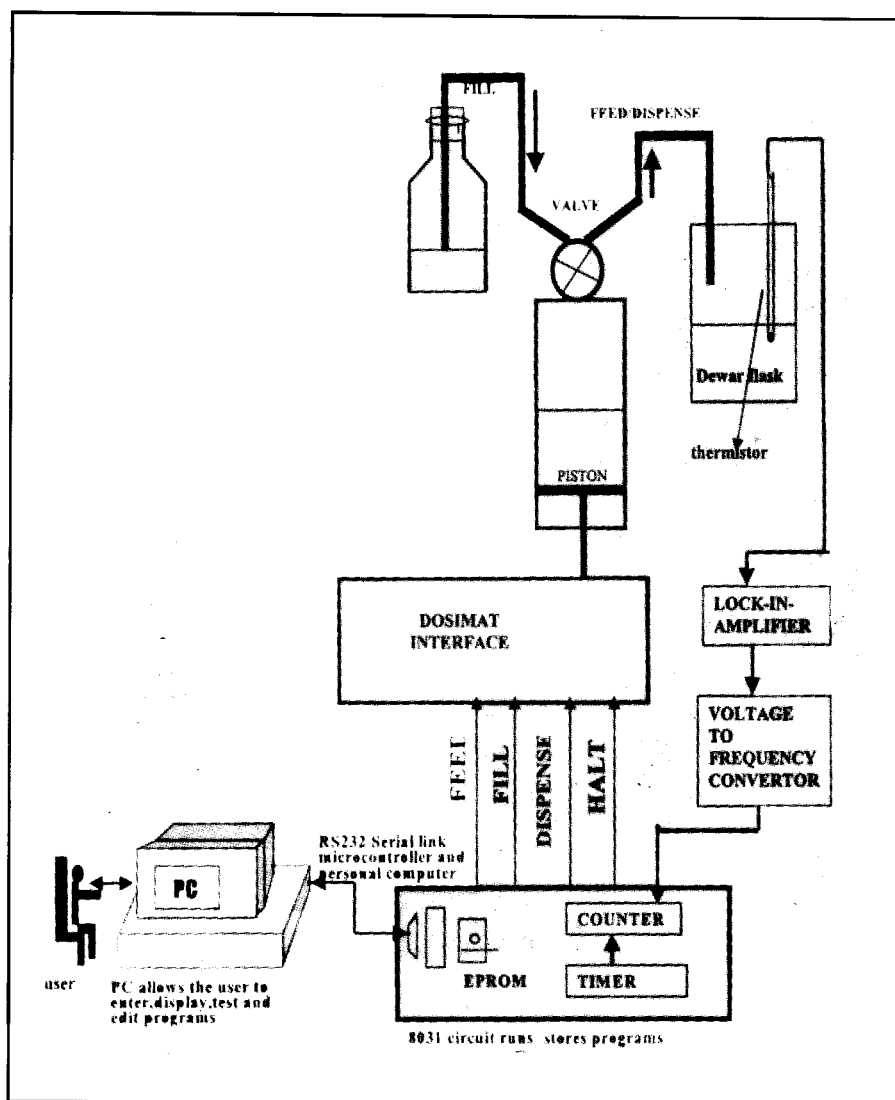 FILL
FEED/DISPENSE
VALVE
Dewar flask
thermistor
PISTON
DOSIMAT
INTERFACE
LOCK-IN-
AMPLIFIER
VOLTAGE
TO
FREQUENCY
CONVERTOR
FEED
FILL
DISPENSE
HALT
RS232 Serial link
microcontroller and
personal computer
PC
COUNTER
TIMER
EPROM
user
PC allows the user to
enter,display,test and
edit programs
8031 circuit runs stores programs